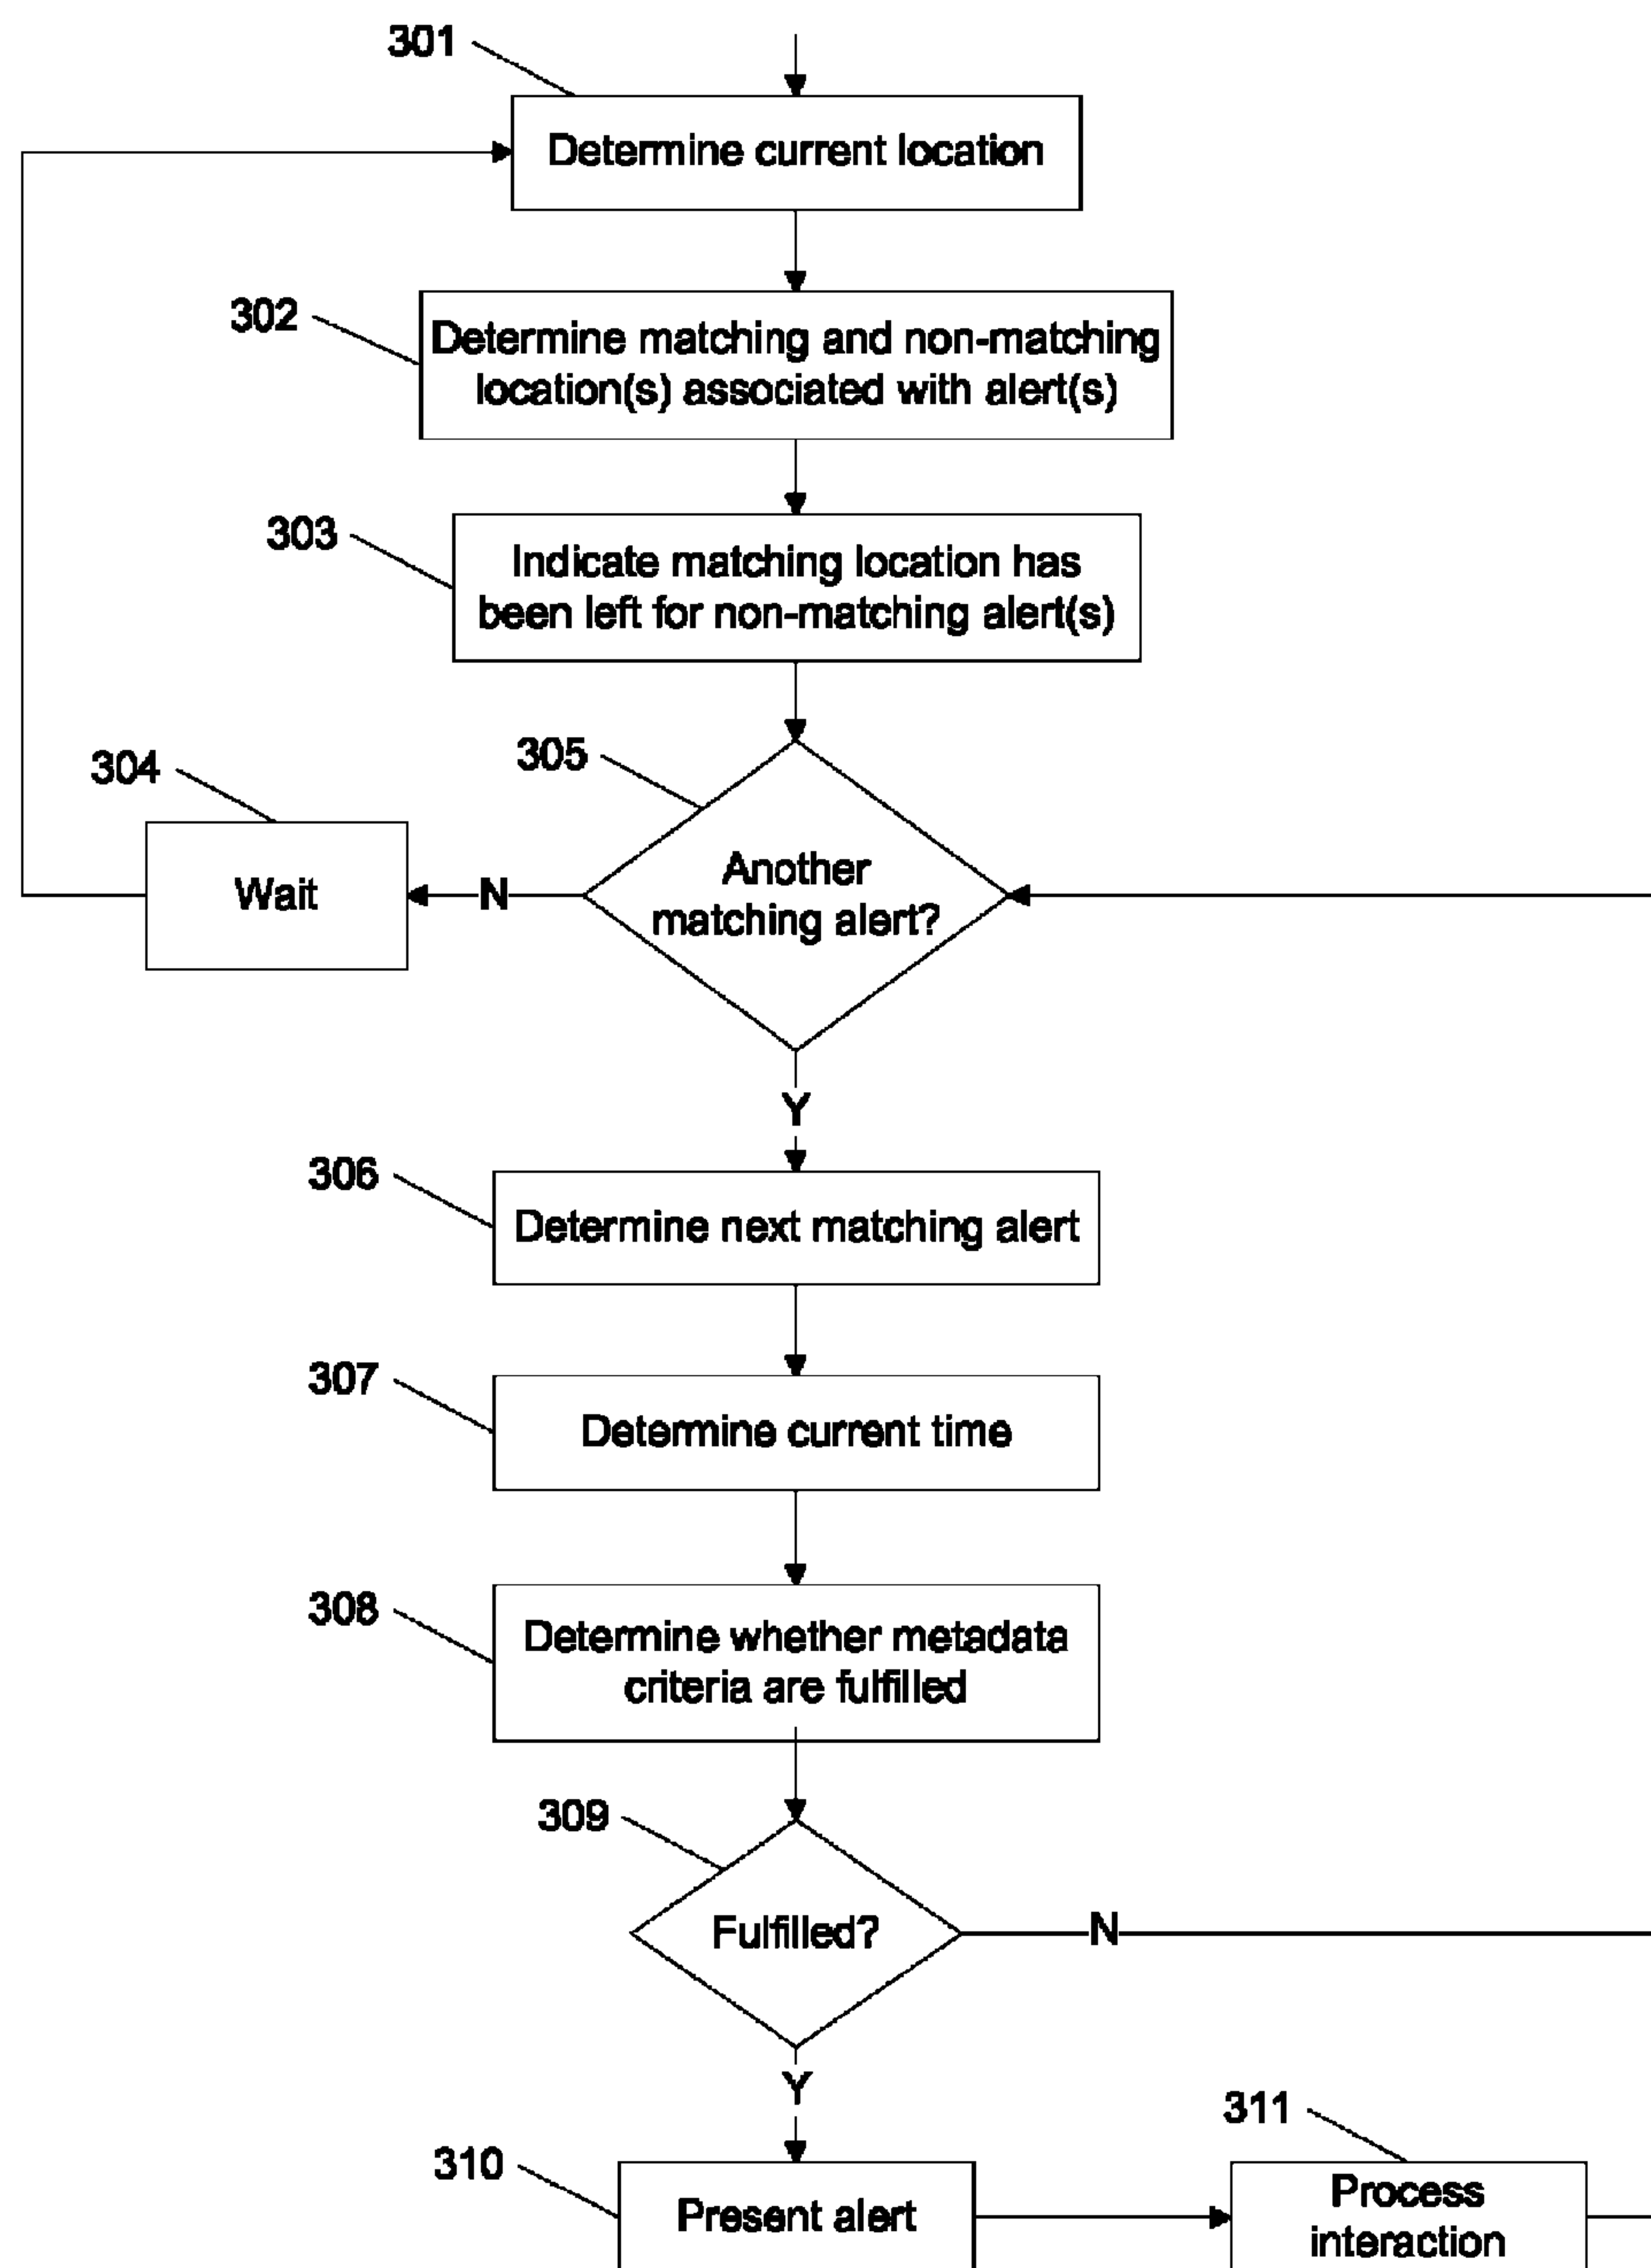 301
Determine current location
302
Determine matching and non-matching
location(s) associated with alert(s)
303
Indicate matching location has
been left for non-matching alert(s)
304
305
Wait
N
Another
matching alert?
Y
306
Determine next matching alert
307
Determine current time
308
Determine whether metadata
criteria are fulfilled
309
Fulfilled?
N
Y
310
Present alert
311
Process
interaction